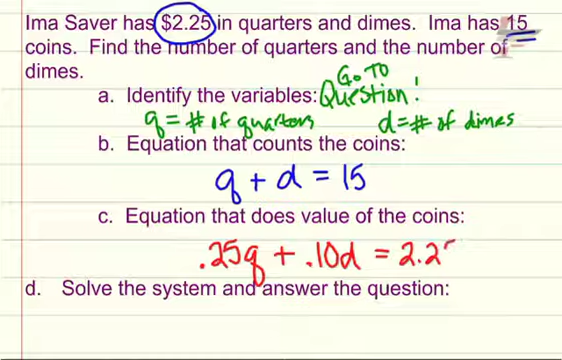 Ima Saver has $2.25 in quarters and dimes. Ima has 15
coins. Find the number of quarters and the number of
dimes.
Go To
a. Identify the variables: Question!
q = # of quarters d = # of dimes
b. Equation that counts the coins:
q + d = 15
c. Equation that does value of the coins:
.25q + .10d = 2.2
d. Solve the system and answer the question: